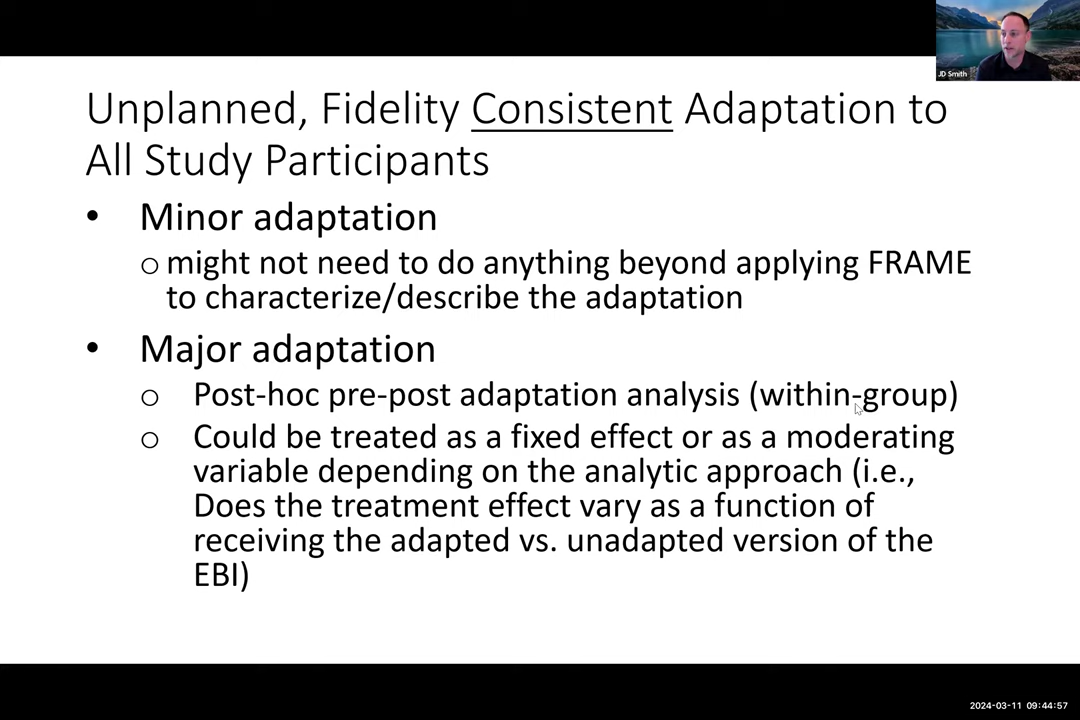 JD Smith
Unplanned, Fidelity Consistent Adaptation to
All Study Participants
• Minor adaptation
o might not need to do anything beyond applying FRAME
to characterize/describe the adaptation
• Major adaptation
o Post-hoc pre-post adaptation analysis (within-group)
o Could be treated as a fixed effect or as a moderating
variable depending on the analytic approach (i.e.,
Does the treatment effect vary as a function of
receiving the adapted vs. unadapted version of the
EBI)
2024-03-11 09:44:57